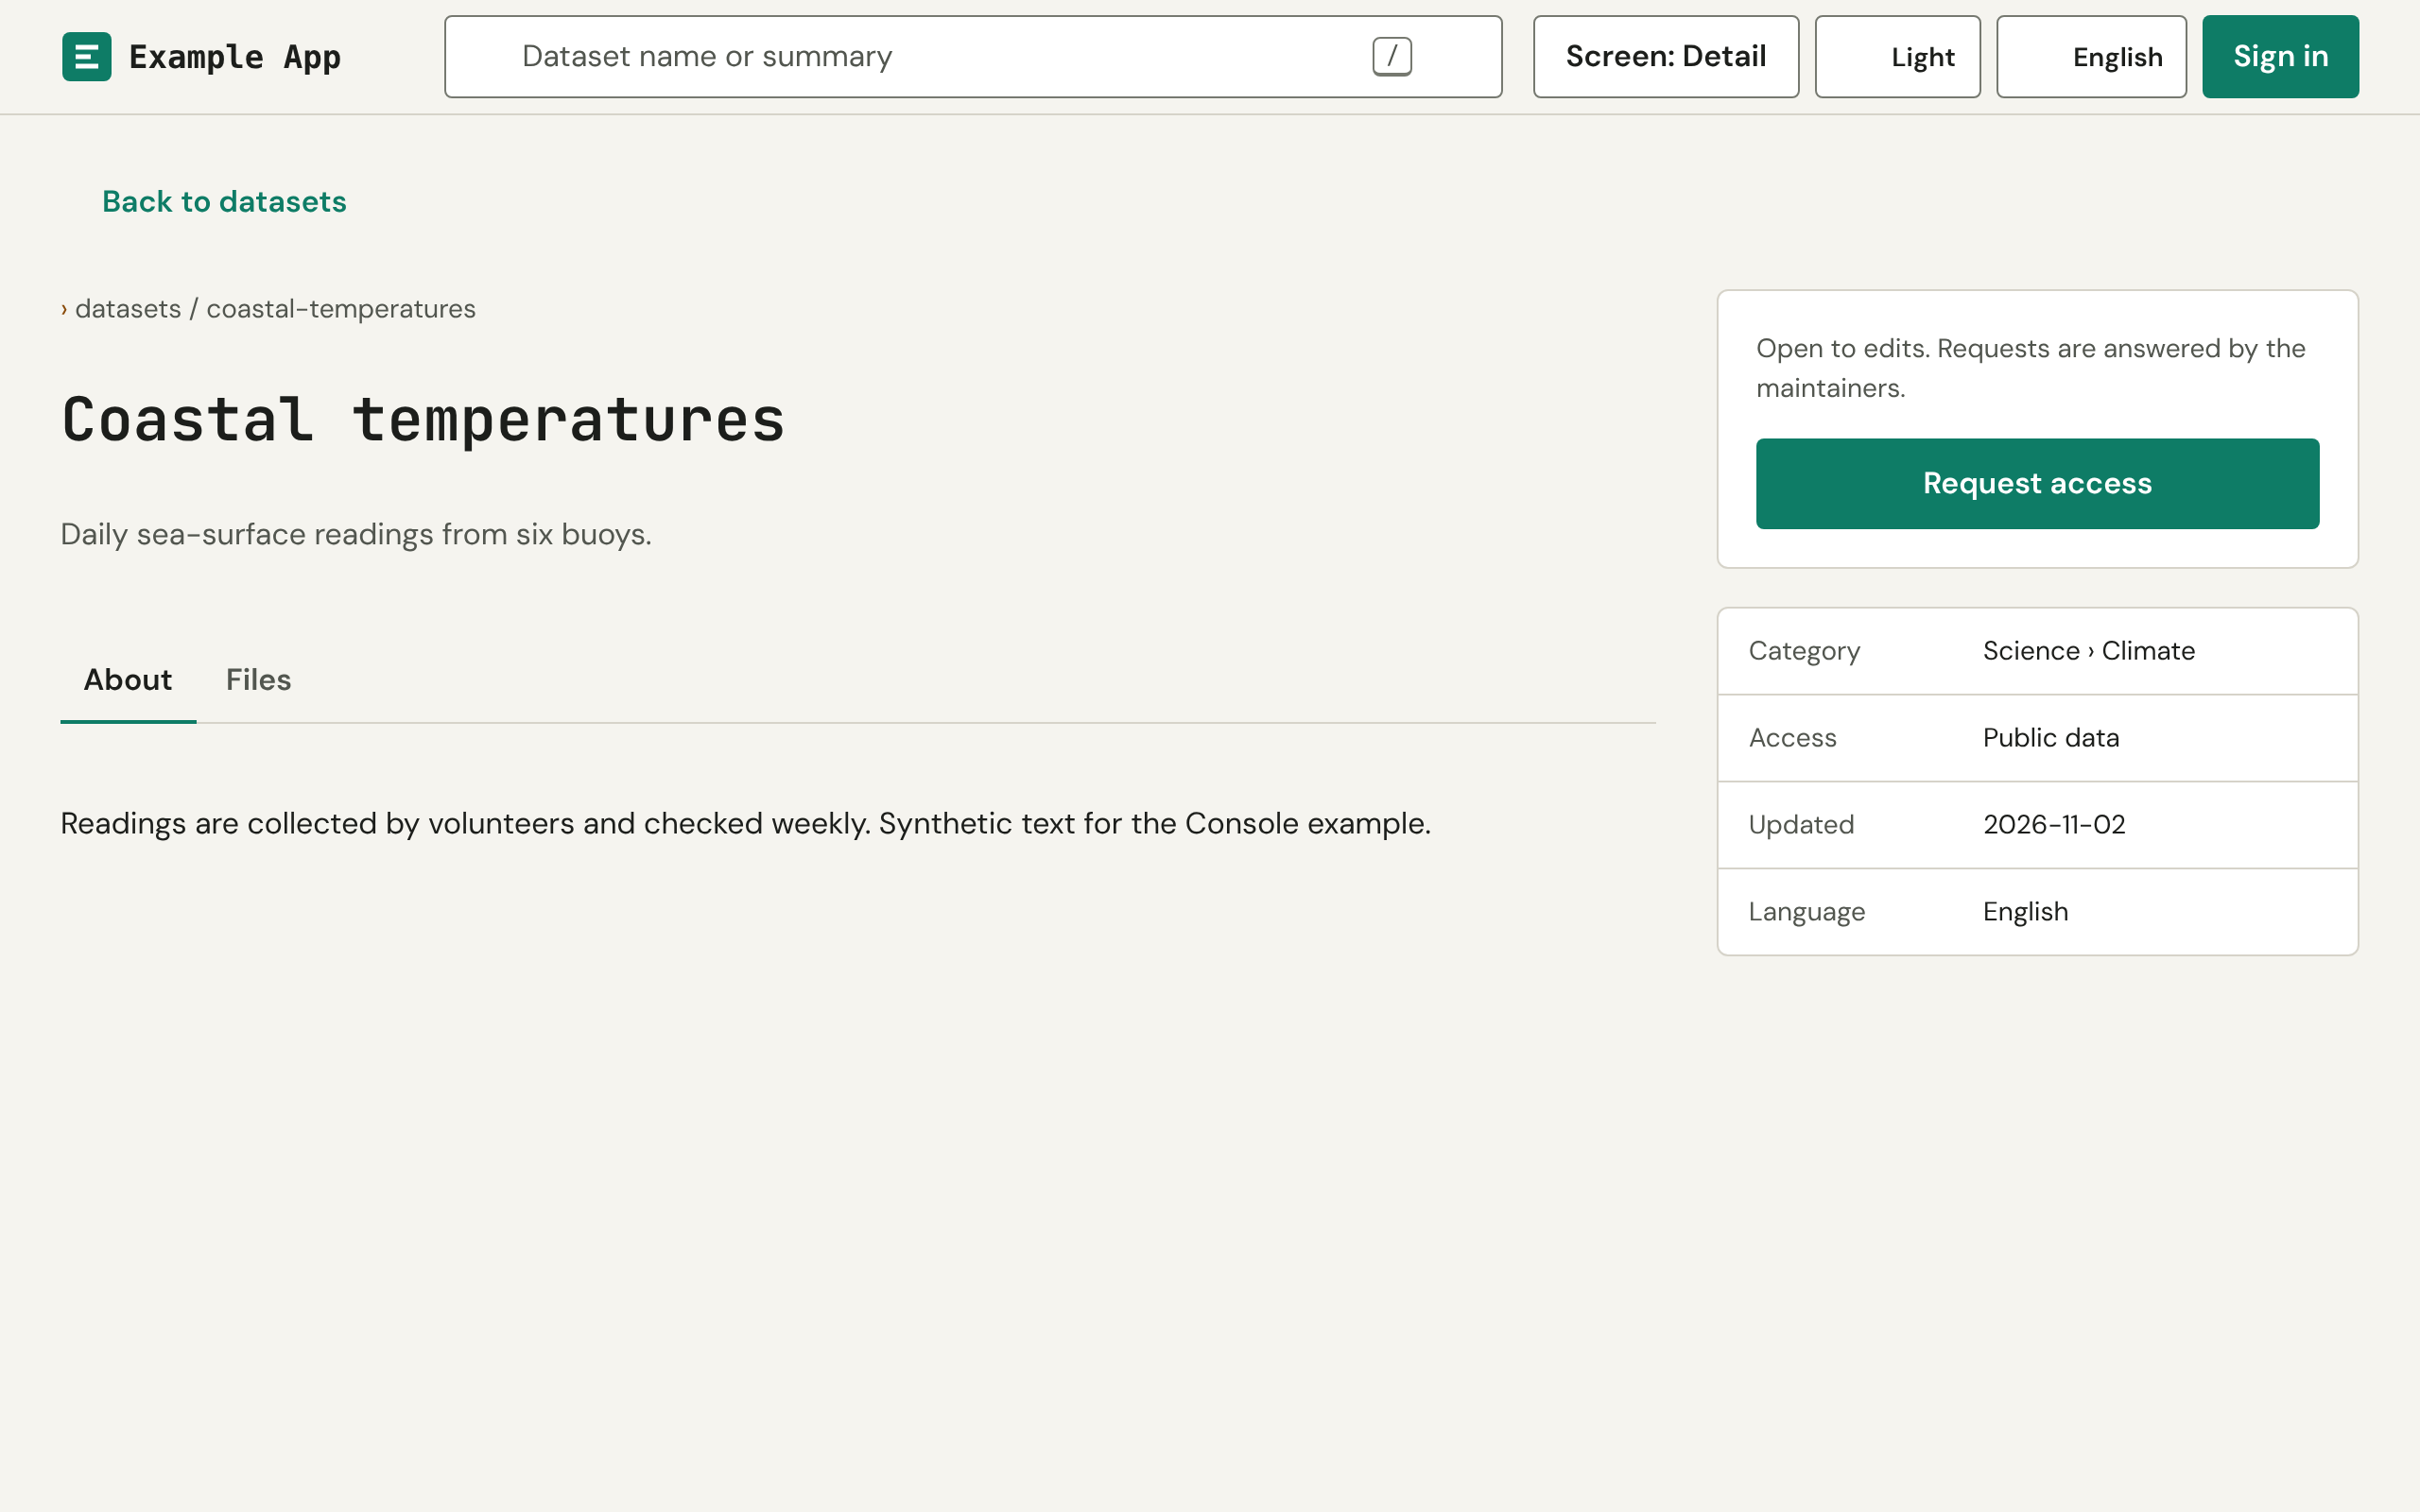 Example App
Dataset name or summary
/
Screen: Detail
Light
English
Sign in
Back to datasets
› datasets / coastal-temperatures
Coastal temperatures
Daily sea-surface readings from six buoys.
About
Files
Readings are collected by volunteers and checked weekly. Synthetic text for the Console example.
Open to edits. Requests are answered by the
maintainers.
Request access
Category Science › Climate
Access Public data
Updated 2026-11-02
Language English